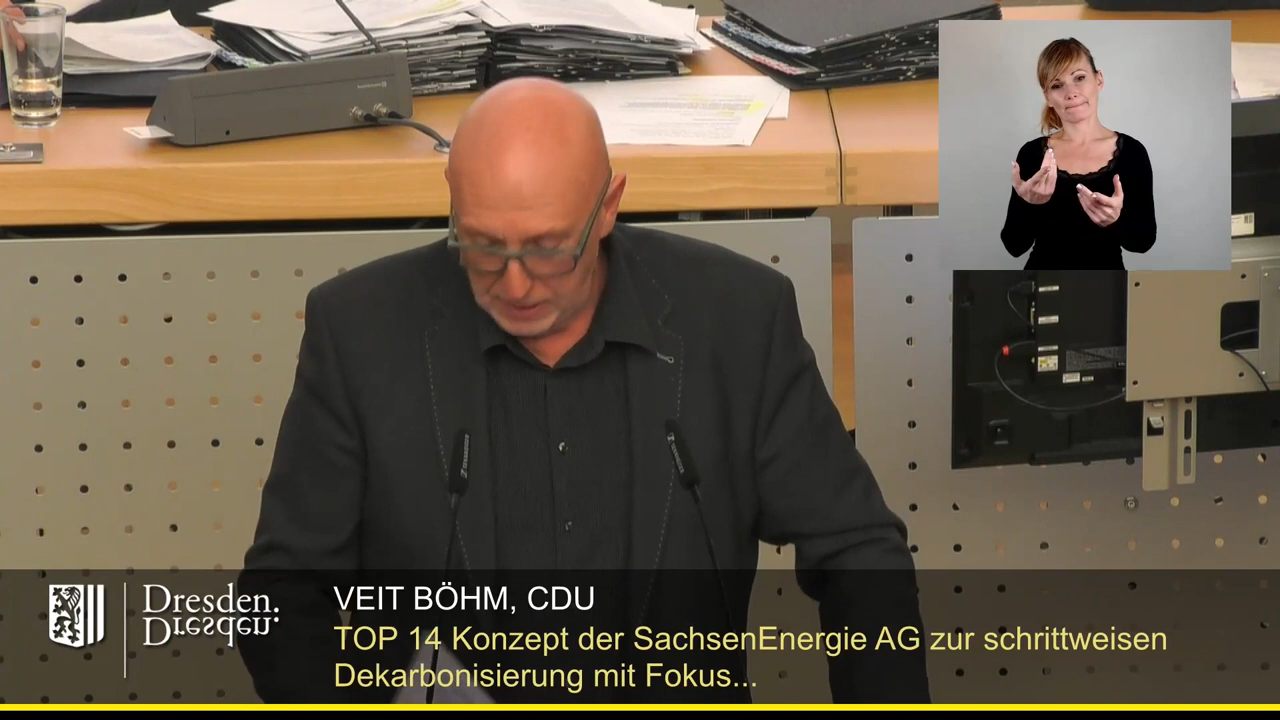 Dresden.
Dresden.
VEIT BÖHM, CDU
TOP 14 Konzept der SachsenEnergie AG zur schrittweisen
Dekarbonisierung mit Fokus...